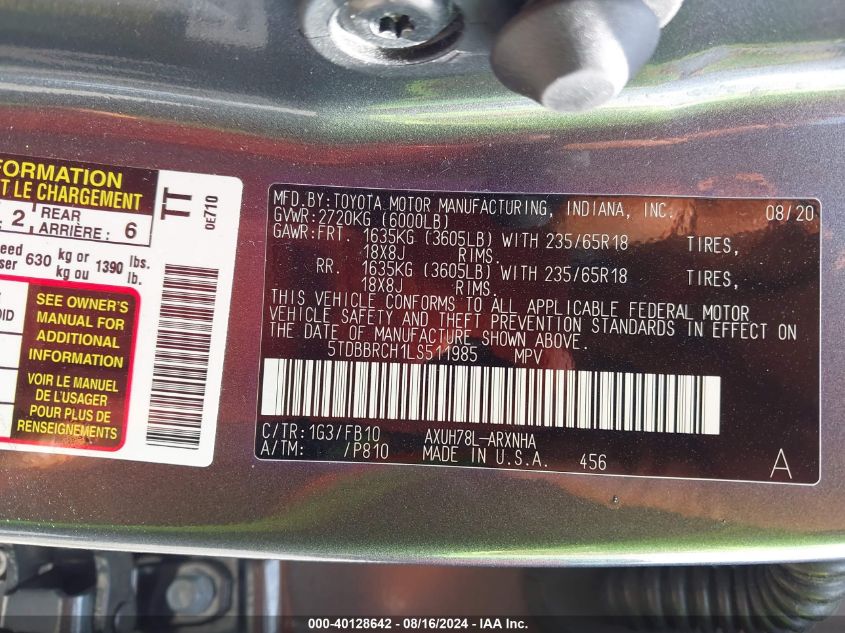 FORMATION
T LE CHARGEMENT
2 REAR ARRIÈRE : 6
eed
ser 630 kg or kg ou 1390 lbs. lb.
OID
SEE OWNER'S
MANUAL FOR
ADDITIONAL
INFORMATION
VOIR LE MANUEL
DE L'USAGER
POUR PLUS DE
RENSEIGNEMENTS
TT
0E710
MFD.BY:TOYOTA MOTOR MANUFACTURING, INDIANA, INC. 08/20
GVWR:2720KG (6000LB)
GAWR:FRT. 1635KG (3605LB) WITH 235/65R18 TIRES,
18X8J RIMS.
RR. 1635KG (3605LB) WITH 235/65R18 TIRES,
18X8J RIMS.
THIS VEHICLE CONFORMS TO ALL APPLICABLE FEDERAL MOTOR
VEHICLE SAFETY AND THEFT PREVENTION STANDARDS IN EFFECT ON
THE DATE OF MANUFACTURE SHOWN ABOVE.
5TDBBRCH1LS511985 MPV
C/TR:1G3/FB10 AXUH78L-ARXNHA
A/TM: /P810 MADE IN U.S.A. 456 A
000-40128642 - 08/16/2024 - IAA Inc.